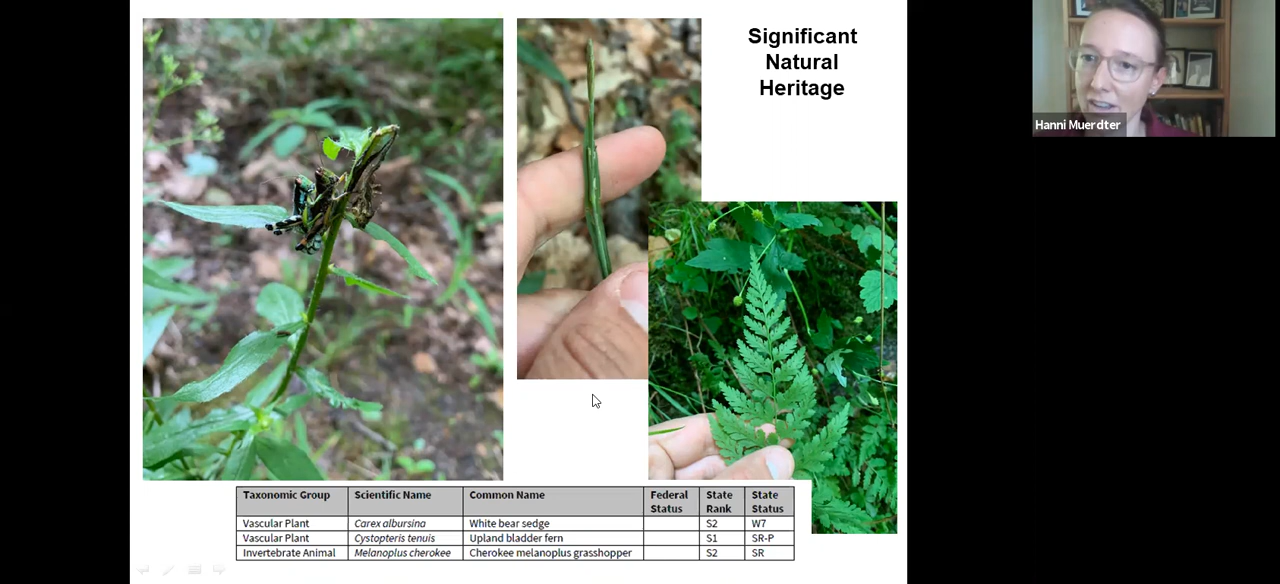 Significant
Natural
Heritage
Hanni Muerdter
Taxonomic Group Scientific Name Common Name Federal Status State Rank State Status
Vascular Plant Carex albursina White bear sedge S2 W7
Vascular Plant Cystopteris tenuis Upland bladder fern S1 SR-P
Invertebrate Animal Melanoplus cherokee Cherokee melanoplus grasshopper S2 SR